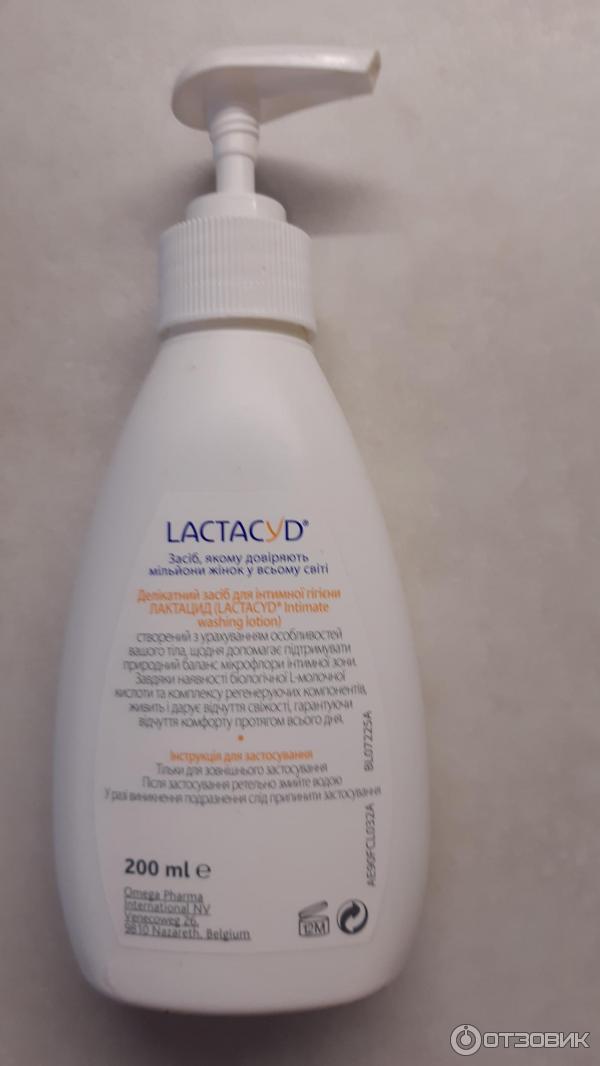 LACTACYD®
Засіб, якому довіряють
мільйони жінок у всьому світі
Делікатний засіб для інтимної гігієни
ЛАКТАЦИД (LACTACYD® Intimate
washing lotion)
створений з урахуванням особливостей
вашого тіла, щодня допомагає підтримувати
природний баланс мікрофлори інтимної зони.
Завдяки наявності біологічної L-молочної
кислоти та комплексу регенеруючих компонентів,
живить і дарує відчуття свіжості, гарантуючи
відчуття комфорту протягом всього дня.
Інструкція для застосування
Тільки для зовнішнього застосування
Після застосування ретельно змийте водою
У разі виникнення подразнення слід припинити застосування
200 ml e
Omega Pharma
International NV
Venecoweg 26,
9810 Nazareth, Belgium
12M
AE90FCL032A BL07225A
ОТЗОВИК